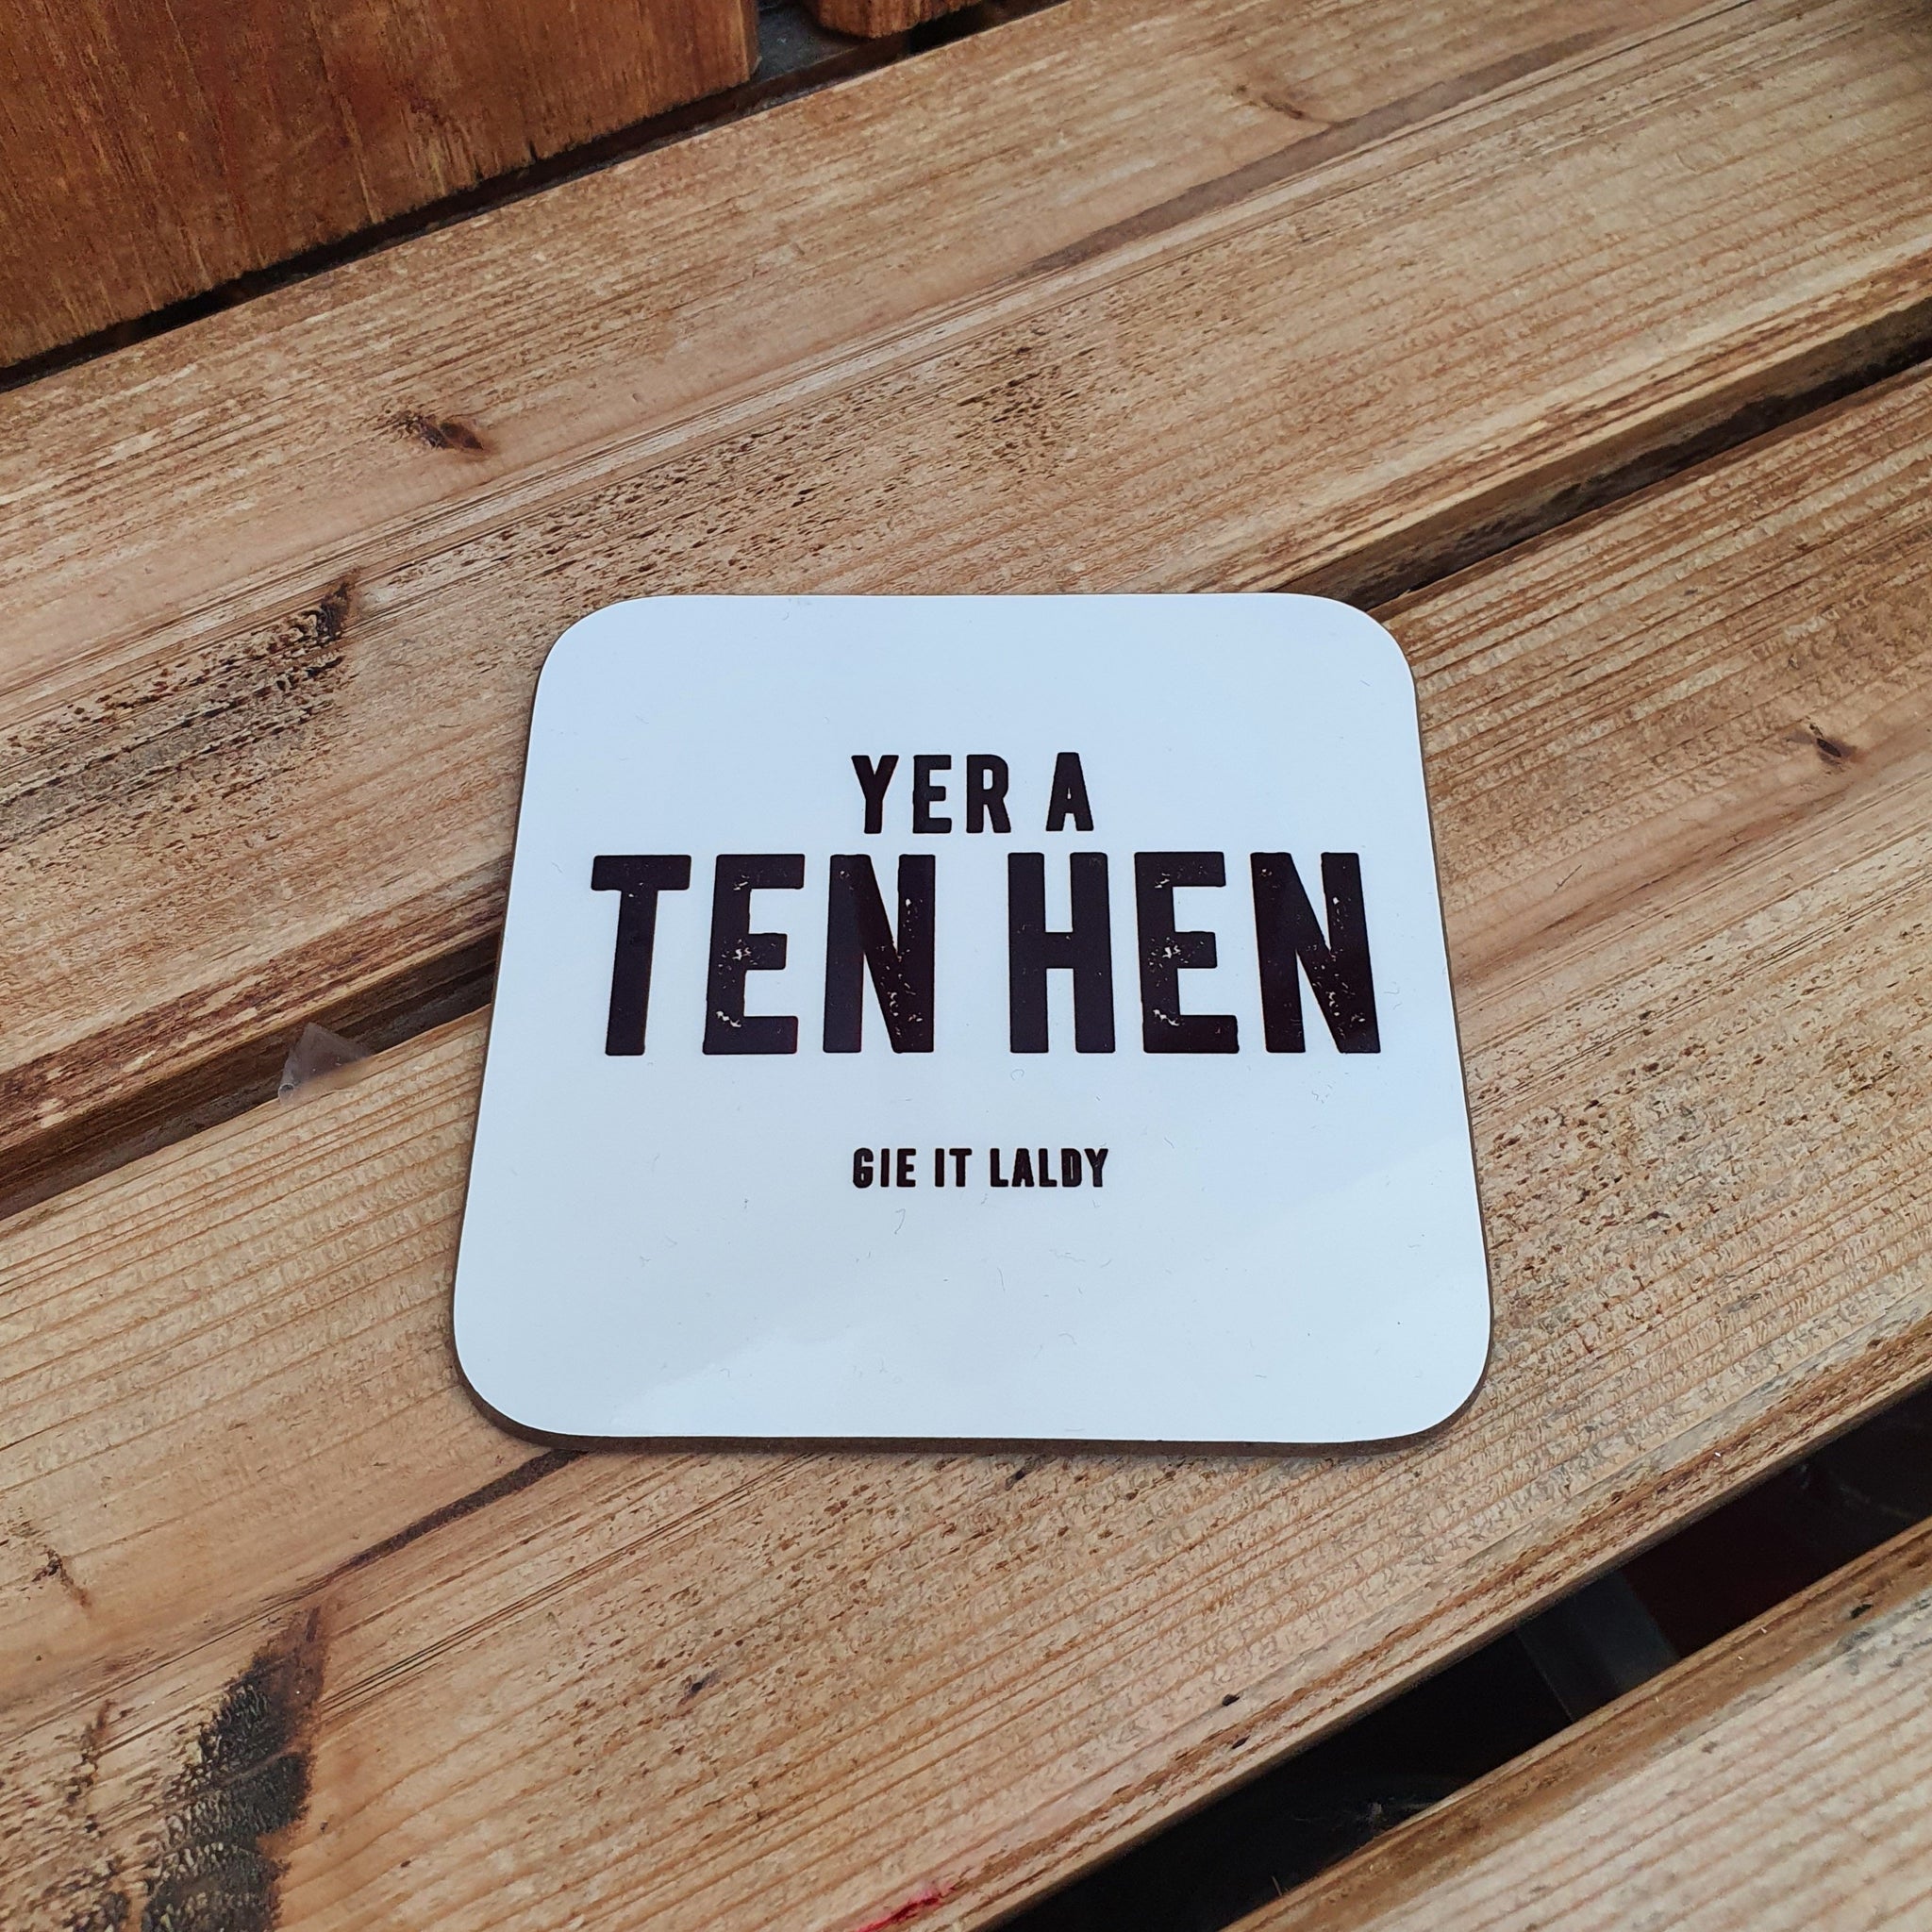 YER A
TEN HEN
GIE IT LALDY